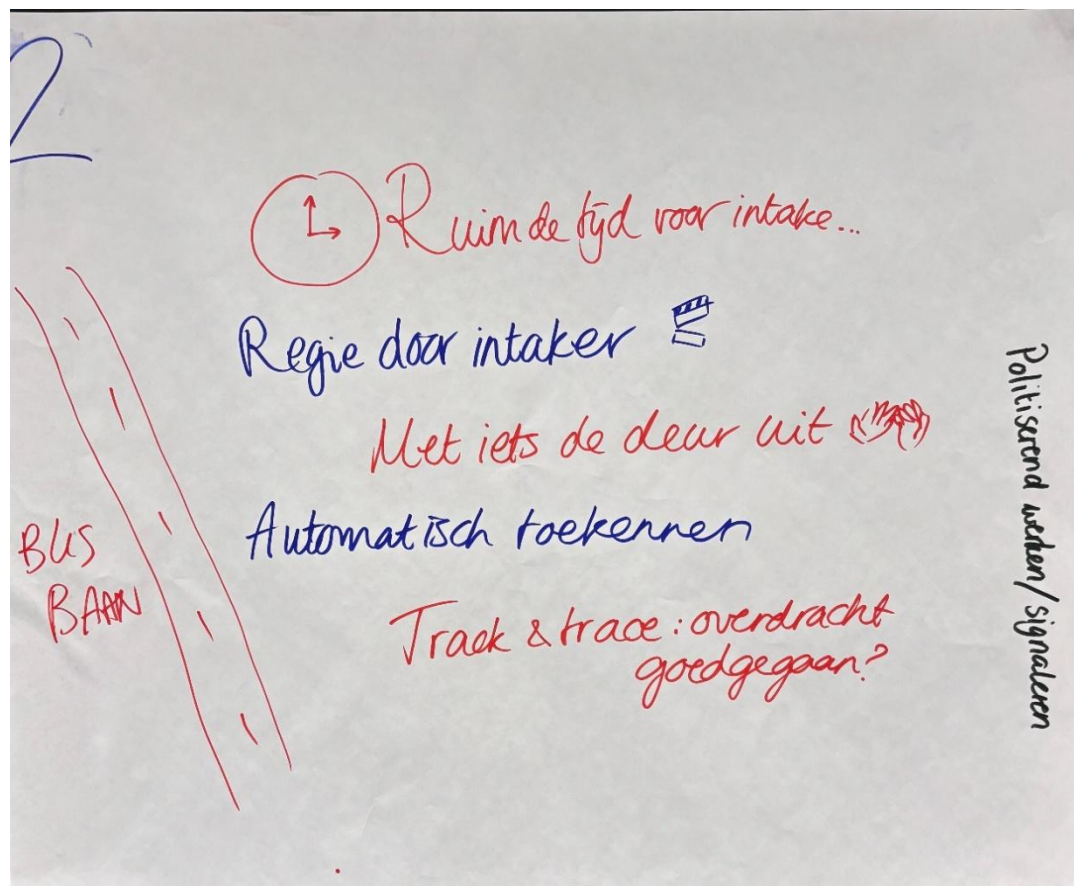 2
Ruim de tijd voor intake...
Regie door intaker
Met iets de deur uit
Automatisch toekennen
Track & trace: overdracht
goedgegaan?
BUS
BAAN
Politiserend werken/signaleren